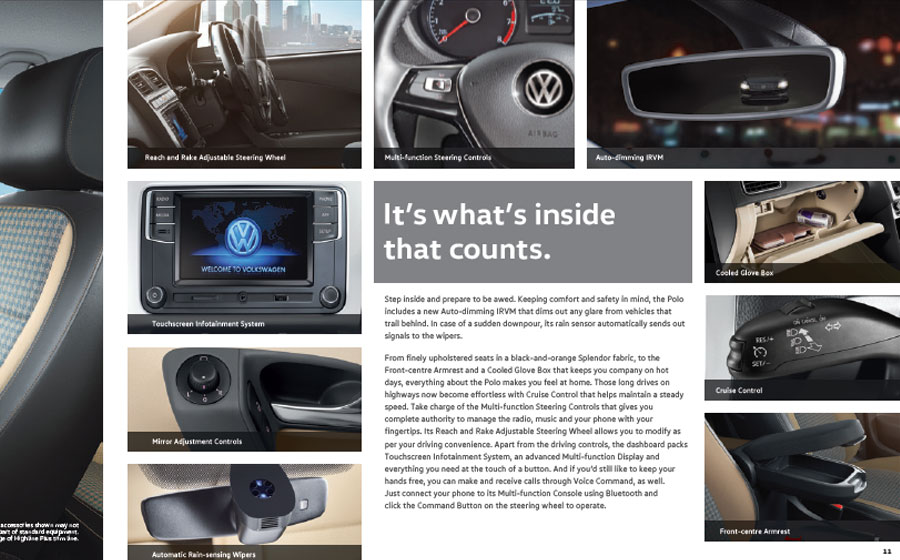 Reach and Rake Adjustable Steering Wheel
Multi-function Steering Controls
AIRBAG
Auto-dimming IRVM
RADIO
MEDIA
PHONE
APP
SETUP
WELCOME TO VOLKSWAGEN
Touchscreen Infotainment System
It's what's inside
that counts.
Cooled Glove Box
Step inside and prepare to be awed. Keeping comfort and safety in mind, the Polo
includes a new Auto-dimming IRVM that dims out any glare from vehicles that
trail behind. In case of a sudden downpour, its rain sensor automatically sends out
signals to the wipers.
From finely upholstered seats in a black-and-orange Splendor fabric, to the
Front-centre Armrest and a Cooled Glove Box that keeps you company on hot
days, everything about the Polo makes you feel at home. Those long drives on
highways now become effortless with Cruise Control that helps maintain a steady
speed. Take charge of the Multi-function Steering Controls that gives you
complete authority to manage the radio, music and your phone with your
fingertips. Its Reach and Rake Adjustable Steering Wheel allows you to modify as
per your driving convenience. Apart from the driving controls, the dashboard packs
Touchscreen Infotainment System, an advanced Multi-function Display and
everything you need at the touch of a button. And if you'd still like to keep your
hands free, you can make and receive calls through Voice Command, as well.
Just connect your phone to its Multi-function Console using Bluetooth and
click the Command Button on the steering wheel to operate.
RES/+
SET/-
Cruise Control
Mirror Adjustment Controls
Automatic Rain-sensing Wipers
Front-centre Armrest
accessories shown may not
part of standard equipment.
ge of Highline Plus trim line.
11